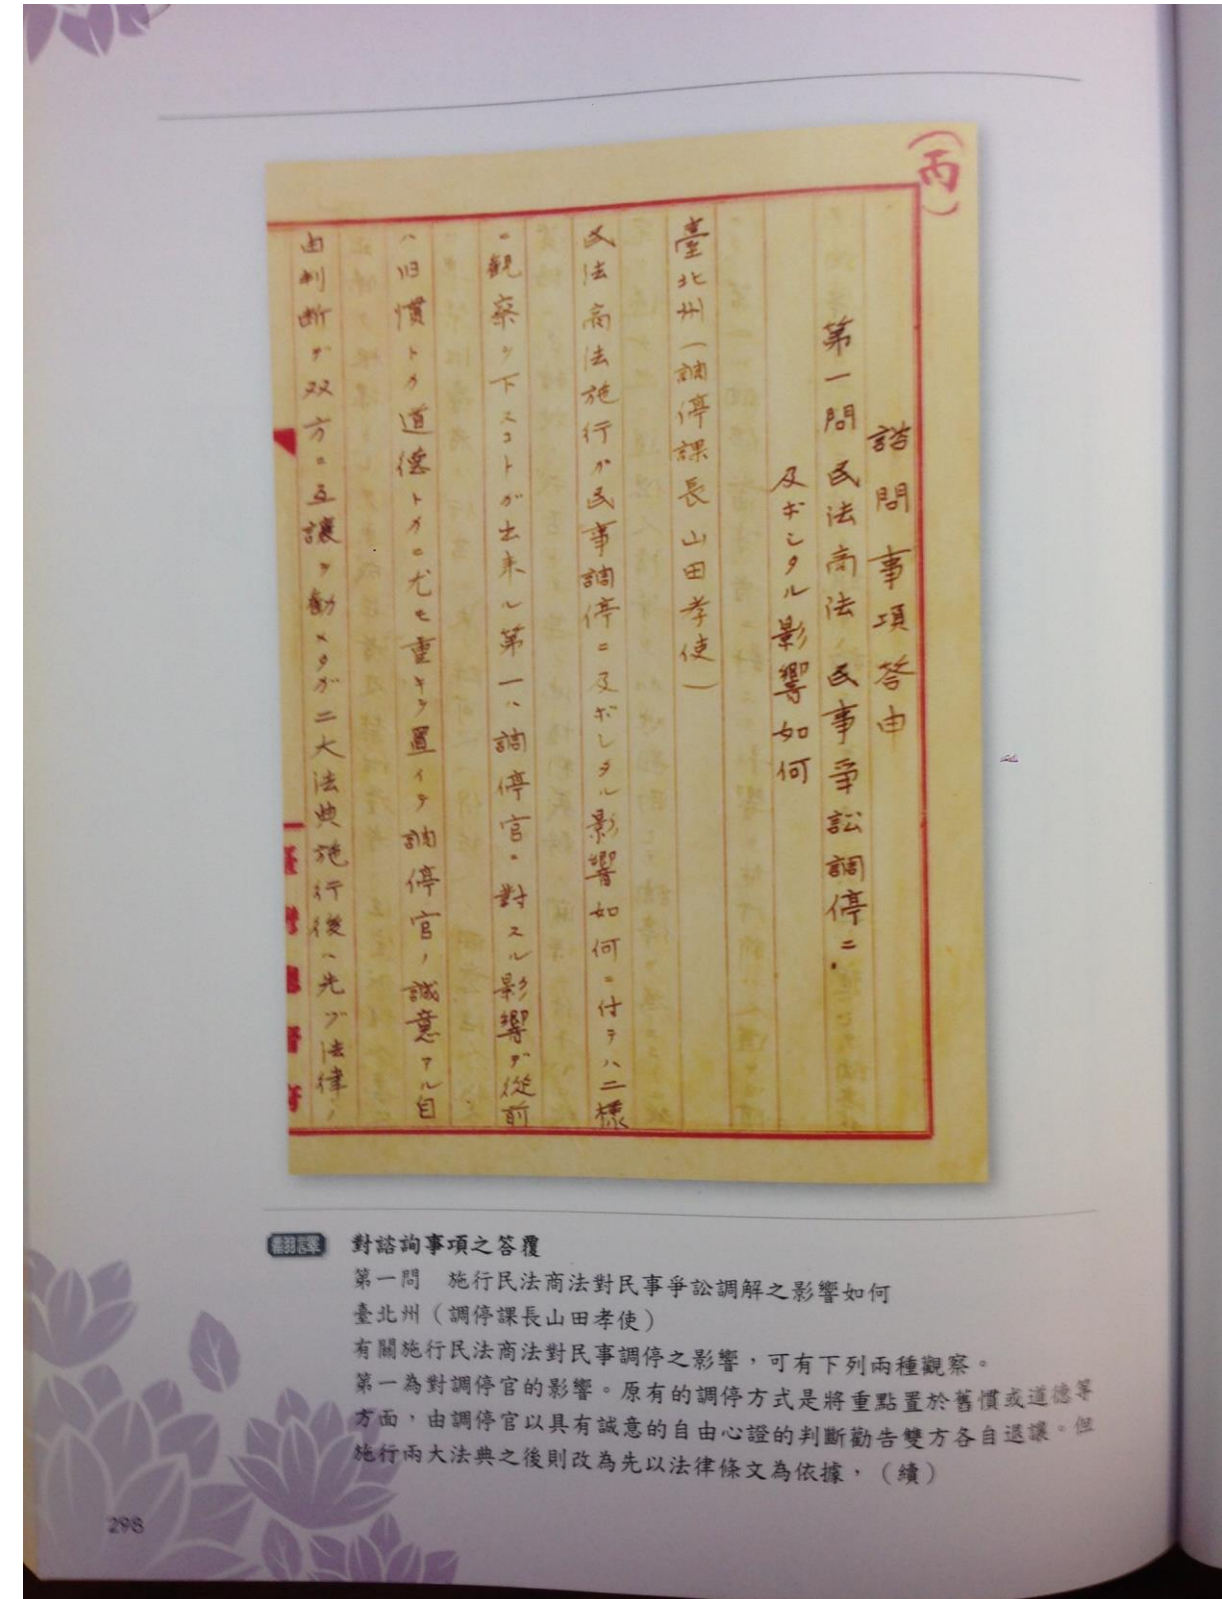 (丙)
諮問事項答申
第一問 民法商法ノ民事爭訟調停ニ
及ボシタル影響如何
臺北州(調停課長山田孝使)
民法商法施行ガ民事調停ニ及ボシタル影響如何ニ付テハ二樣
ニ観察ヲ下スコトガ出来ル第一ハ調停官ニ對スル影響デ從前
ハ旧慣トカ道德トカニ尤モ重キヲ置イテ調停官ノ誠意アル自
由判断デ双方ニ互讓ヲ勧メタガ二大法典施行後ハ先ヅ法律ノ
臺灣總督府
翻譯 對諮詢事項之答覆
第一問 施行民法商法對民事爭訟調解之影響如何
臺北州(調停課長山田孝使)
有關施行民法商法對民事調停之影響,可有下列兩種觀察。
第一為對調停官的影響。原有的調停方式是將重點置於舊慣或道德等
方面,由調停官以具有誠意的自由心證的判斷勸告雙方各自退讓。但
施行兩大法典之後則改為先以法律條文為依據,(續)
298